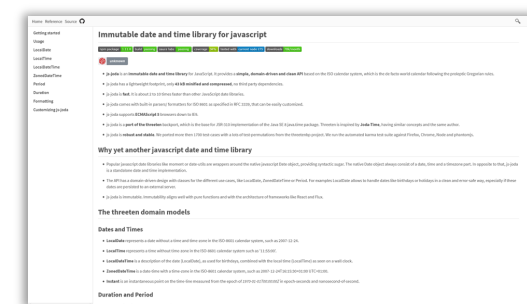 Home Reference Source
Getting started
Usage
LocalDate
LocalTime
LocalDateTime
ZonedDateTime
Period
Duration
Formatting
Customizing js-joda
Immutable date and time library for javascript
unknown
js-joda is an immutable date and time library for JavaScript. It provides a simple, domain-driven and clean API based on the ISO calendar system, which is the de facto world calendar following the proleptic Gregorian rules.
js-joda has a lightweight footprint, only 43 kB minified and compressed, no third party dependencies.
js-joda is fast. It is about 2 to 10 times faster than other JavaScript date libraries.
js-joda comes with built-in parsers/formatters for ISO 8601 as specified in RFC 3339, that can be easily customized.
js-joda supports ECMAScript 5 browsers down to IE9.
js-joda is a port of the threeten backport, which is the base for JSR-310 implementation of the Java SE 8 java.time package. Threeten is inspired by Joda-Time, having similar concepts and the same author.
js-joda is robust and stable. We ported more than 1700 test cases with a lot of test permutations from the threetenbp project. We run the automated karma test suite against Firefox, Chrome, Node and phantomjs.
Why yet another javascript date and time library
Popular javascript date libraries like moment or date-utils are wrappers around the native javascript date object, providing syntactic sugar. The native Date object always consist of a date, time and a timezone part. In opposite to that, js-joda
is a standalone date and time implementation.
The API has a domain-driven design with classes for the different use cases, like LocalDate, ZonedDateTime or Period. For examples LocalDate allows to handle dates like birthdays or holidays in a clean and error-safe way, especially if these
dates are persisted to an external server.
js-joda is immutable. Immutability aligns well with pure functions and with the architecture of frameworks like React and Flux.
The threeten domain models
Dates and Times
LocalDate represents a date without a time and time zone in the ISO-8601 calendar system, such as 2007-12-24.
LocalTime represents a time without time zone in the ISO-8601 calendar system such as '11:55:00'.
LocalDateTime is a description of the date (LocalDate), as used for birthdays, combined with the local time (LocalTime) as seen on a wall clock.
ZonedDateTime is a date-time with a time zone in the ISO-8601 calendar system, such as
Instant is an instantaneous point on the time-line measured from the epoch of 1970-01-01T00:00:00Z in epoch-seconds and nanosecond of second.
Duration and Period